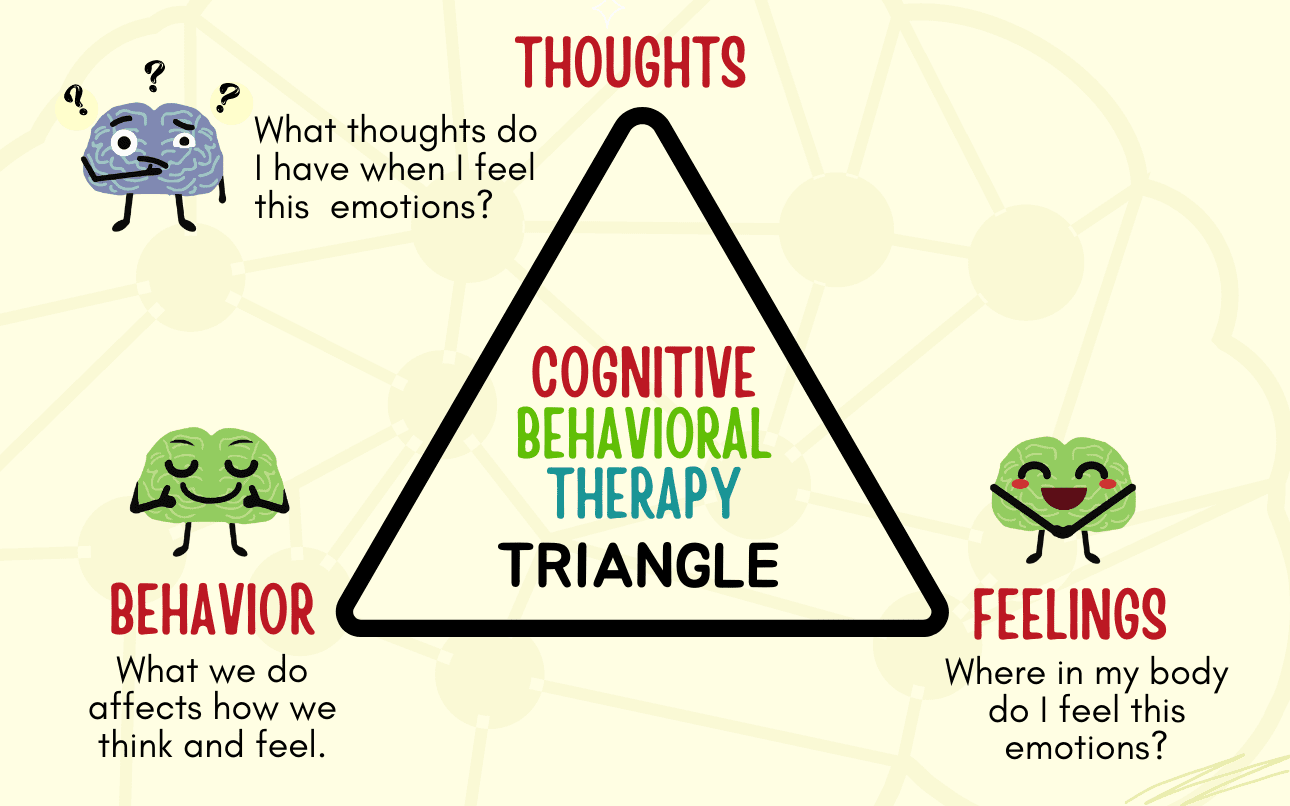 THOUGHTS
?
?
?
What thoughts do
I have when I feel
this  emotions?
COGNITIVE
BEHAVIORAL
THERAPY
TRIANGLE
BEHAVIOR
What we do
affects how we
think and feel.
FEELINGS
Where in my body
do I feel this
emotions?